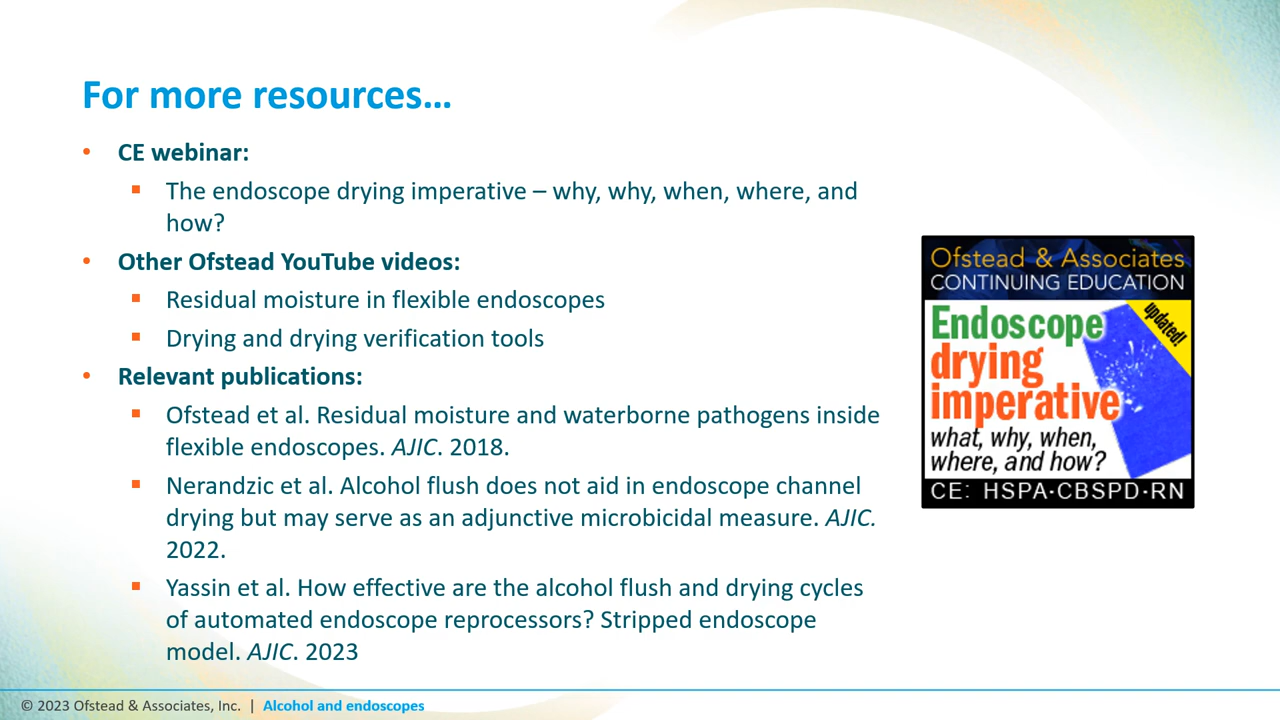 For more resources…
• CE webinar:
▪ The endoscope drying imperative – why, why, when, where, and
how?
• Other Ofstead YouTube videos:
▪ Residual moisture in flexible endoscopes
▪ Drying and drying verification tools
• Relevant publications:
▪ Ofstead et al. Residual moisture and waterborne pathogens inside
flexible endoscopes. AJIC. 2018.
▪ Nerandzic et al. Alcohol flush does not aid in endoscope channel
drying but may serve as an adjunctive microbicidal measure. AJIC.
2022.
▪ Yassin et al. How effective are the alcohol flush and drying cycles
of automated endoscope reprocessors? Stripped endoscope
model. AJIC. 2023
Ofstead & Associates
CONTINUING EDUCATION
updated!
Endoscope
drying
imperative
what, why, when,
where, and how?
CE: HSPA·CBSPD·RN
© 2023 Ofstead & Associates, Inc. | Alcohol and endoscopes